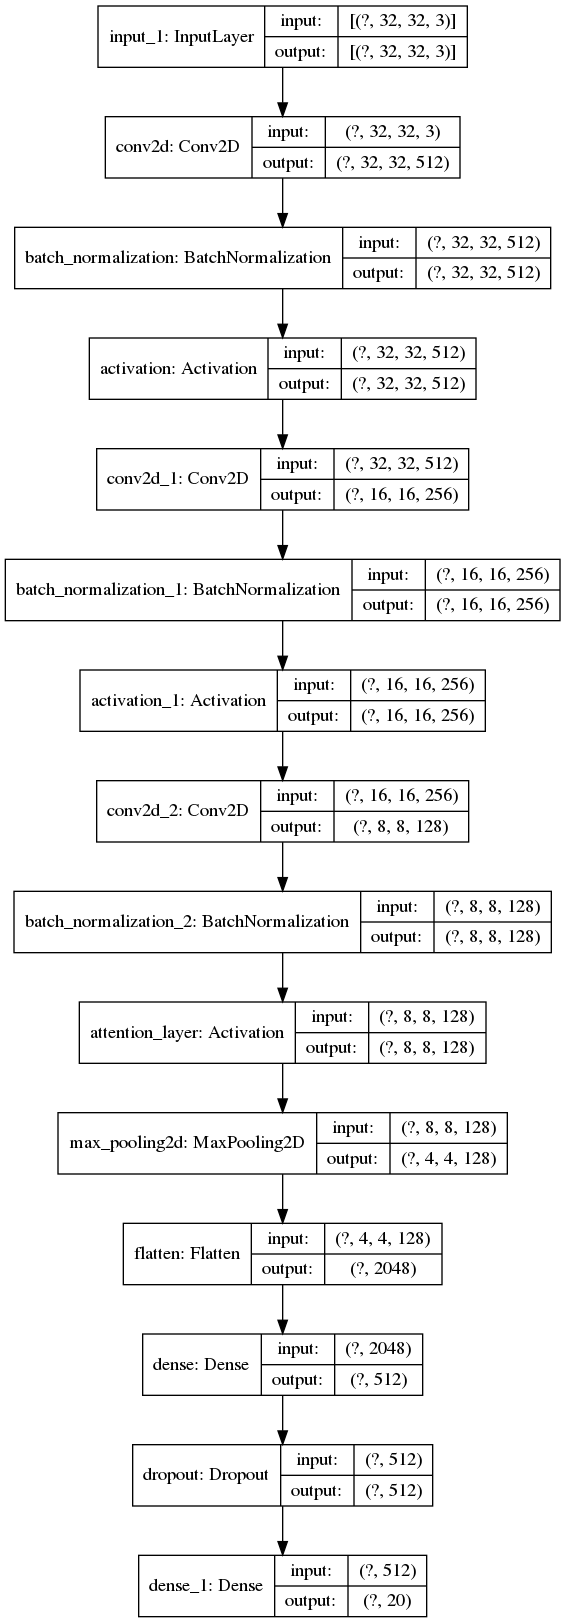 input_1: InputLayer
input: [(?, 32, 32, 3)]
output: [(?, 32, 32, 3)]
conv2d: Conv2D
input: (?, 32, 32, 3)
output: (?, 32, 32, 512)
batch_normalization: BatchNormalization
input: (?, 32, 32, 512)
output: (?, 32, 32, 512)
activation: Activation
input: (?, 32, 32, 512)
output: (?, 32, 32, 512)
conv2d_1: Conv2D
input: (?, 32, 32, 512)
output: (?, 16, 16, 256)
batch_normalization_1: BatchNormalization
input: (?, 16, 16, 256)
output: (?, 16, 16, 256)
activation_1: Activation
input: (?, 16, 16, 256)
output: (?, 16, 16, 256)
conv2d_2: Conv2D
input: (?, 16, 16, 256)
output: (?, 8, 8, 128)
batch_normalization_2: BatchNormalization
input: (?, 8, 8, 128)
output: (?, 8, 8, 128)
attention_layer: Activation
input: (?, 8, 8, 128)
output: (?, 8, 8, 128)
max_pooling2d: MaxPooling2D
input: (?, 8, 8, 128)
output: (?, 4, 4, 128)
flatten: Flatten
input: (?, 4, 4, 128)
output: (?, 2048)
dense: Dense
input: (?, 2048)
output: (?, 512)
dropout: Dropout
input: (?, 512)
output: (?, 512)
dense_1: Dense
input: (?, 512)
output: (?, 20)